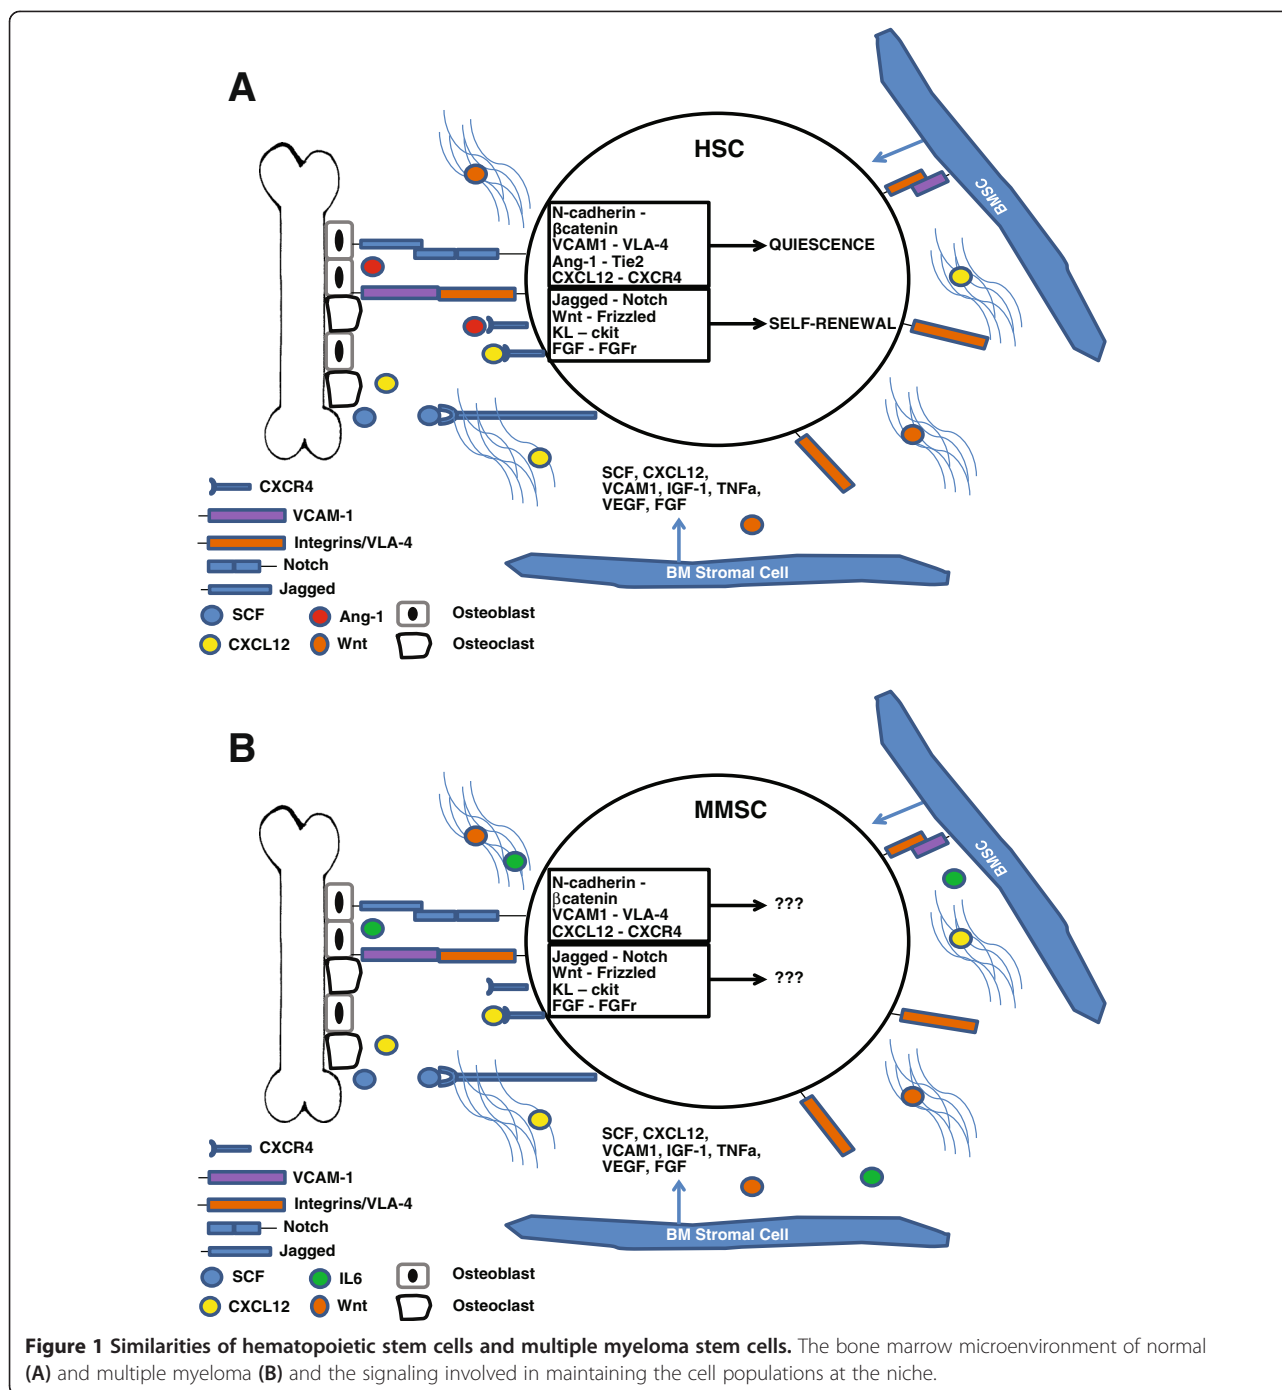 A
HSC
N-cadherin -
βcatenin
VCAM1 - VLA-4
Ang-1 - Tie2
CXCL12 - CXCR4
QUIESCENCE
Jagged - Notch
Wnt - Frizzled
KL – ckit
FGF - FGFr
SELF-RENEWAL
BMSC
SCF, CXCL12,
VCAM1, IGF-1, TNFa,
VEGF, FGF
BM Stromal Cell
CXCR4
VCAM-1
Integrins/VLA-4
Notch
Jagged
SCF
Ang-1
Osteoblast
CXCL12
Wnt
Osteoclast
B
MMSC
N-cadherin -
βcatenin
VCAM1 - VLA-4
CXCL12 - CXCR4
???
Jagged - Notch
Wnt - Frizzled
KL – ckit
FGF - FGFr
???
BMSC
SCF, CXCL12,
VCAM1, IGF-1, TNFa,
VEGF, FGF
BM Stromal Cell
CXCR4
VCAM-1
Integrins/VLA-4
Notch
Jagged
SCF
IL6
Osteoblast
CXCL12
Wnt
Osteoclast
Figure 1 Similarities of hematopoietic stem cells and multiple myeloma stem cells. The bone marrow microenvironment of normal
(A) and multiple myeloma (B) and the signaling involved in maintaining the cell populations at the niche.